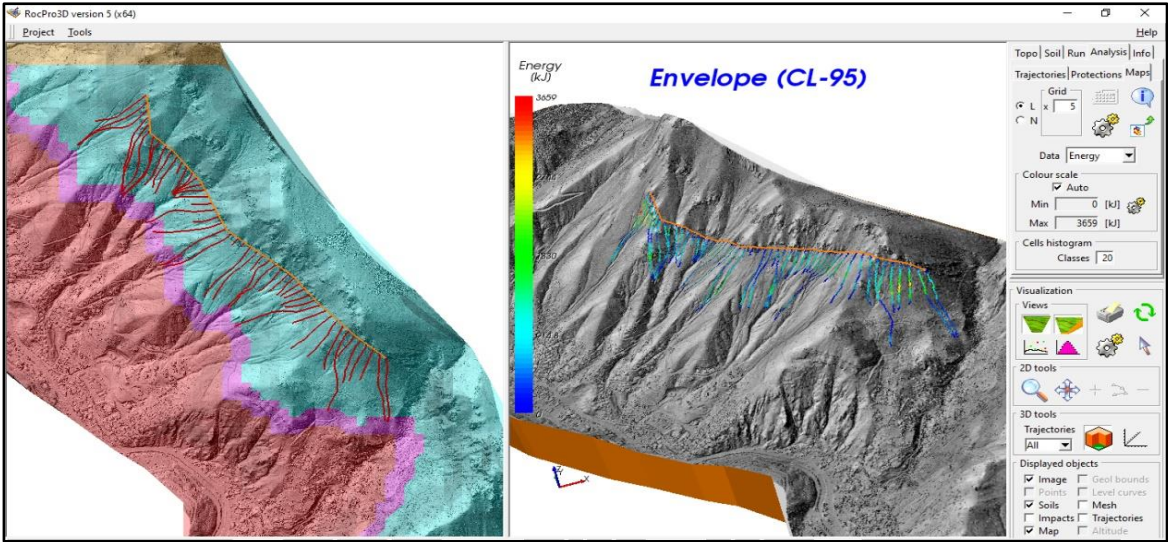 RocPro3D version 5 (x64)
Project Tools Help
Energy
(kJ)
Envelope (CL-95)
3659
0
Topo Soil Run Analysis Info
Trajectories Protections Maps
Grid
L x 5
N
Data Energy
Colour scale
Auto
Min 0 [kJ]
Max 3659 [kJ]
Cells histogram
Classes 20
Visualization
Views
2D tools
3D tools
Trajectories
All
Displayed objects
Image Geol bounds
Points Level curves
Soils Mesh
Impacts Trajectories
Map Altitude
X